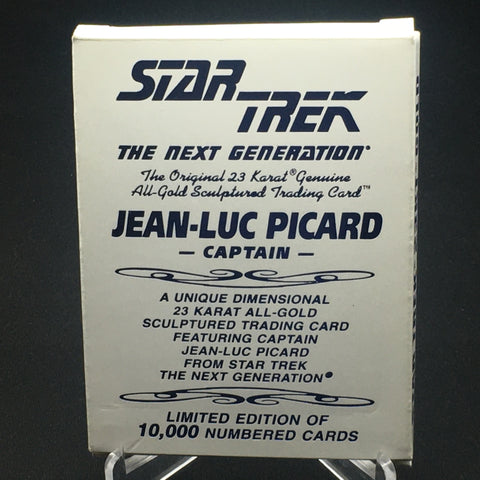 STAR
TREK
THE NEXT GENERATION®
The Original 23 Karat® Genuine
All-Gold Sculptured Trading Card™
JEAN-LUC PICARD
— CAPTAIN —
A UNIQUE DIMENSIONAL
23 KARAT ALL-GOLD
SCULPTURED TRADING CARD
FEATURING CAPTAIN
JEAN-LUC PICARD
FROM STAR TREK
THE NEXT GENERATION®
LIMITED EDITION OF
10,000 NUMBERED CARDS